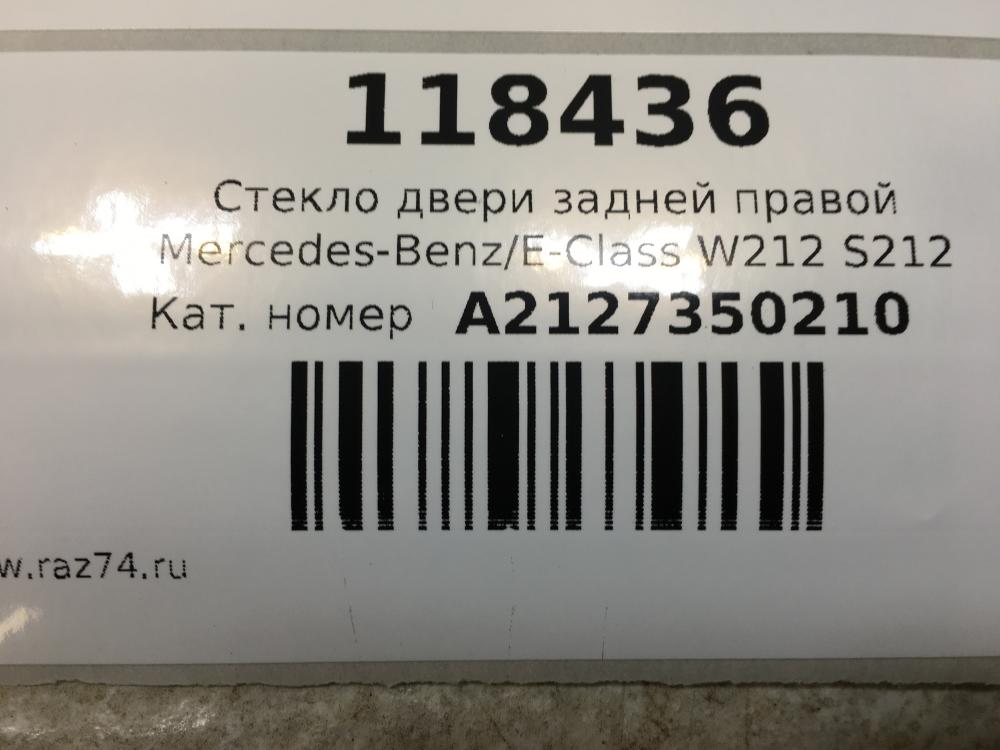 118436
Стекло двери задней правой
Mercedes-Benz/E-Class W212 S212
Кат. номер A2127350210
w.raz74.ru